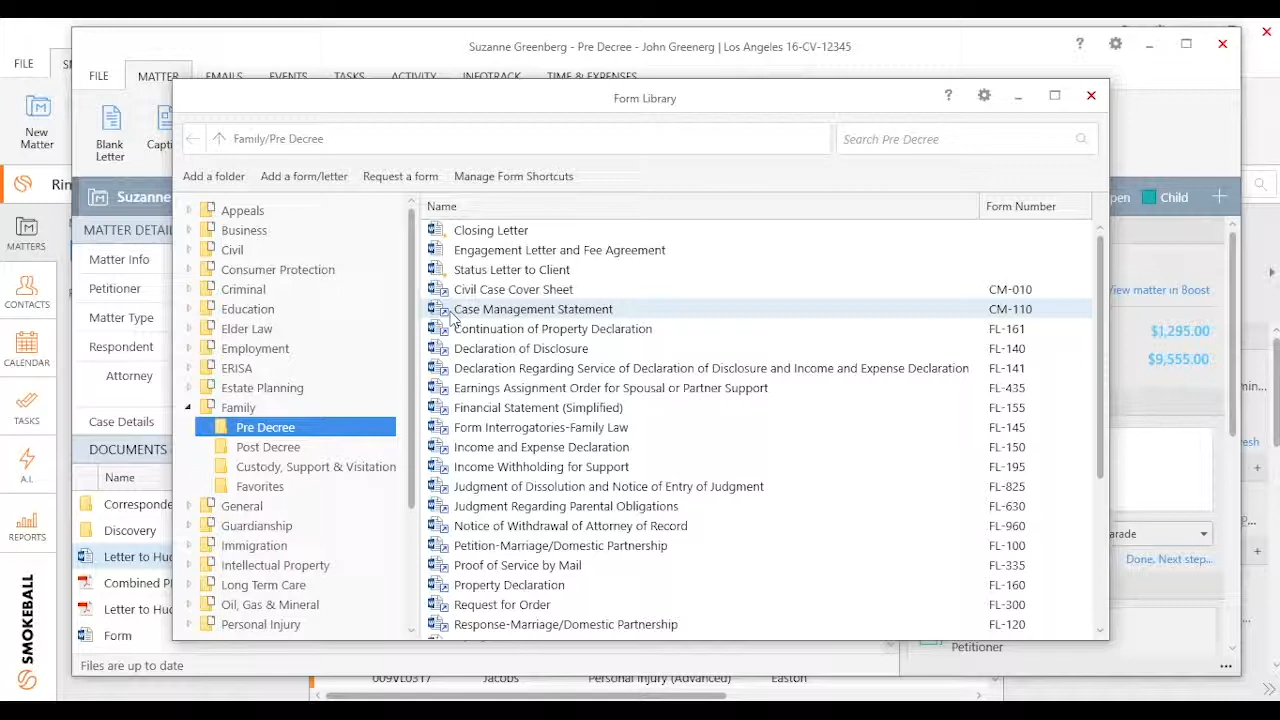 Suzanne Greenberg - Pre Decree - John Greenerg | Los Angeles 16-CV-12345
FILE
FILE
MATTER
EMAILS
EVENTS
TASKS
ACTIVITY
INFOTRACK
TIME & EXPENSES
New Matter
Blank Letter
Form Library
Family/Pre Decree
Search Pre Decree
Add a folder
Add a form/letter
Request a form
Manage Form Shortcuts
Suzanne
Child
MATTERS
CONTACTS
CALENDAR
TASKS
A.I.
REPORTS
SMOKEBALL
Matter Info
Petitioner
Matter Type
Respondent
Attorney
Case Details
DOCUMENTS
Name
Discovery
Combined
Letter to
Form
Files are up to date
Appeals
Business
Civil
Consumer Protection
Criminal
Education
Elder Law
Employment
ERISA
Estate Planning
Family
Pre Decree
Post Decree
Custody, Support & Visitation
Favorites
General
Guardianship
Immigration
Intellectual Property
Long Term Care
Oil, Gas & Mineral
Personal Injury
Name Form Number
Closing Letter
Engagement Letter and Fee Agreement
Status Letter to Client
Civil Case Cover Sheet CM-010
Case Management Statement CM-110
Continuation of Property Declaration FL-161
Declaration of Disclosure FL-140
Declaration Regarding Service of Declaration of Disclosure and Income and Expense Declaration FL-141
Earnings Assignment Order for Spousal or Partner Support FL-435
Financial Statement (Simplified) FL-155
Form Interrogatories-Family Law FL-145
Income and Expense Declaration FL-150
Income Withholding for Support FL-195
Judgment of Dissolution and Notice of Entry of Judgment FL-825
Judgment Regarding Parental Obligations FL-630
Notice of Withdrawal of Attorney of Record FL-960
Petition-Marriage/Domestic Partnership FL-100
Proof of Service by Mail FL-335
Property Declaration FL-160
Request for Order FL-300
Response-Marriage/Domestic Partnership FL-120
View matter in Boost
$1,295.00
$9,555.00
Done, Next step...
Petitioner
009VL0317 Jacobs Personal Injury (Advanced) Easton